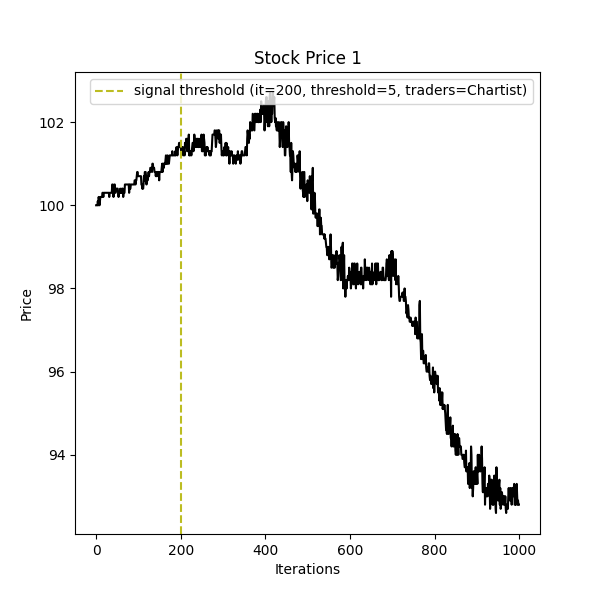 Stock Price 1
signal threshold (it=200, threshold=5, traders=Chartist)
102
100
98
96
94
Price
0 200 400 600 800 1000
Iterations